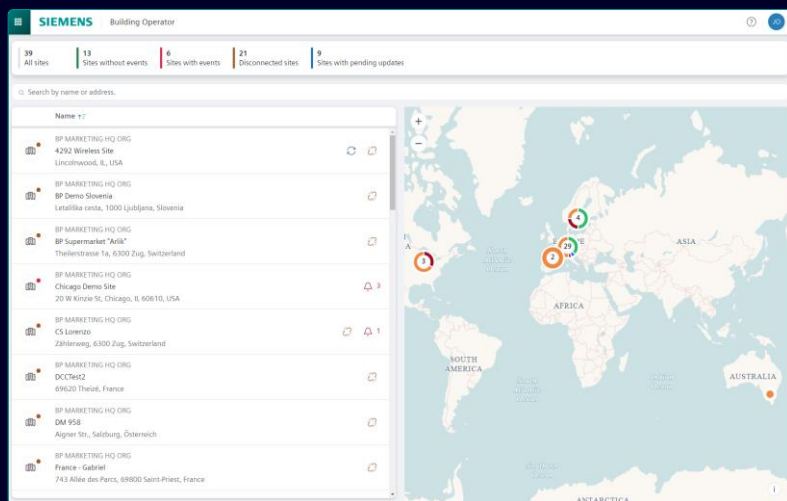 SIEMENS
Building Operator
JO
39
All sites
13
Sites without events
6
Sites with events
21
Disconnected sites
9
Sites with pending updates
Search by name or address.
Name
BP MARKETING HQ ORG
4292 Wireless Site
Lincolnwood, IL, USA
BP MARKETING HQ ORG
BP Demo Slovenia
Letališka cesta, 1000 Ljubljana, Slovenia
BP MARKETING HQ ORG
BP Supermarket "Arlik"
Theilerstrasse 1a, 6300 Zug, Switzerland
BP MARKETING HQ ORG
Chicago Demo Site
20 W Kinzie St, Chicago, IL 60610, USA
3
BP MARKETING HQ ORG
CS Lorenzo
Zählerweg, 6300 Zug, Switzerland
1
BP MARKETING HQ ORG
DCCTest2
69620 Theizé, France
BP MARKETING HQ ORG
DM 958
Aigner Str., Salzburg, Österreich
BP MARKETING HQ ORG
France - Gabriel
743 Allée des Parcs, 69800 Saint-Priest, France
+
−
4
29
2
3
ASIA
AFRICA
SOUTH
AMERICA
AUSTRALIA
ANTARCTICA
i